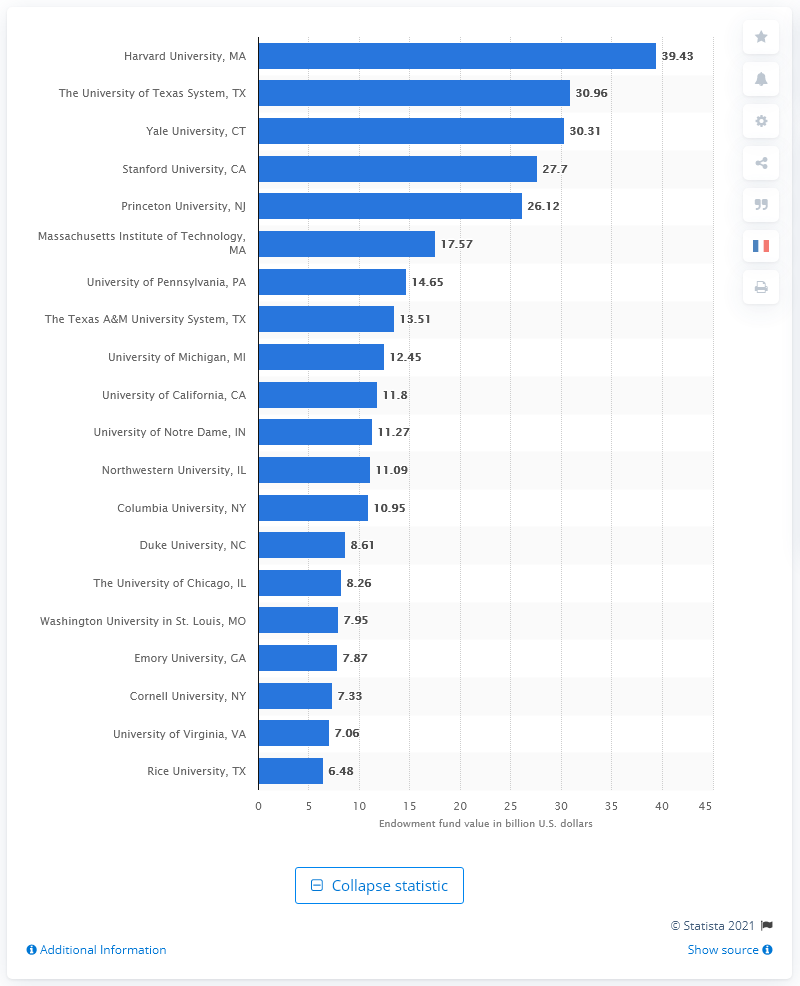 Harvard University, MA 39.43
The University of Texas System, TX 30.96
Yale University, CT 30.31
Stanford University, CA 27.7
Princeton University, NJ 26.12
Massachusetts Institute of Technology,
MA 17.57
University of Pennsylvania, PA 14.65
The Texas A&M University System, TX 13.51
University of Michigan, MI 12.45
University of California, CA 11.8
University of Notre Dame, IN 11.27
Northwestern University, IL 11.09
Columbia University, NY 10.95
Duke University, NC 8.61
The University of Chicago, IL 8.26
Washington University in St. Louis, MO 7.95
Emory University, GA 7.87
Cornell University, NY 7.33
University of Virginia, VA 7.06
Rice University, TX 6.48
0 5 10 15 20 25 30 35 40 45
Endowment fund value in billion U.S. dollars
Collapse statistic
© Statista 2021
Additional Information
Show source